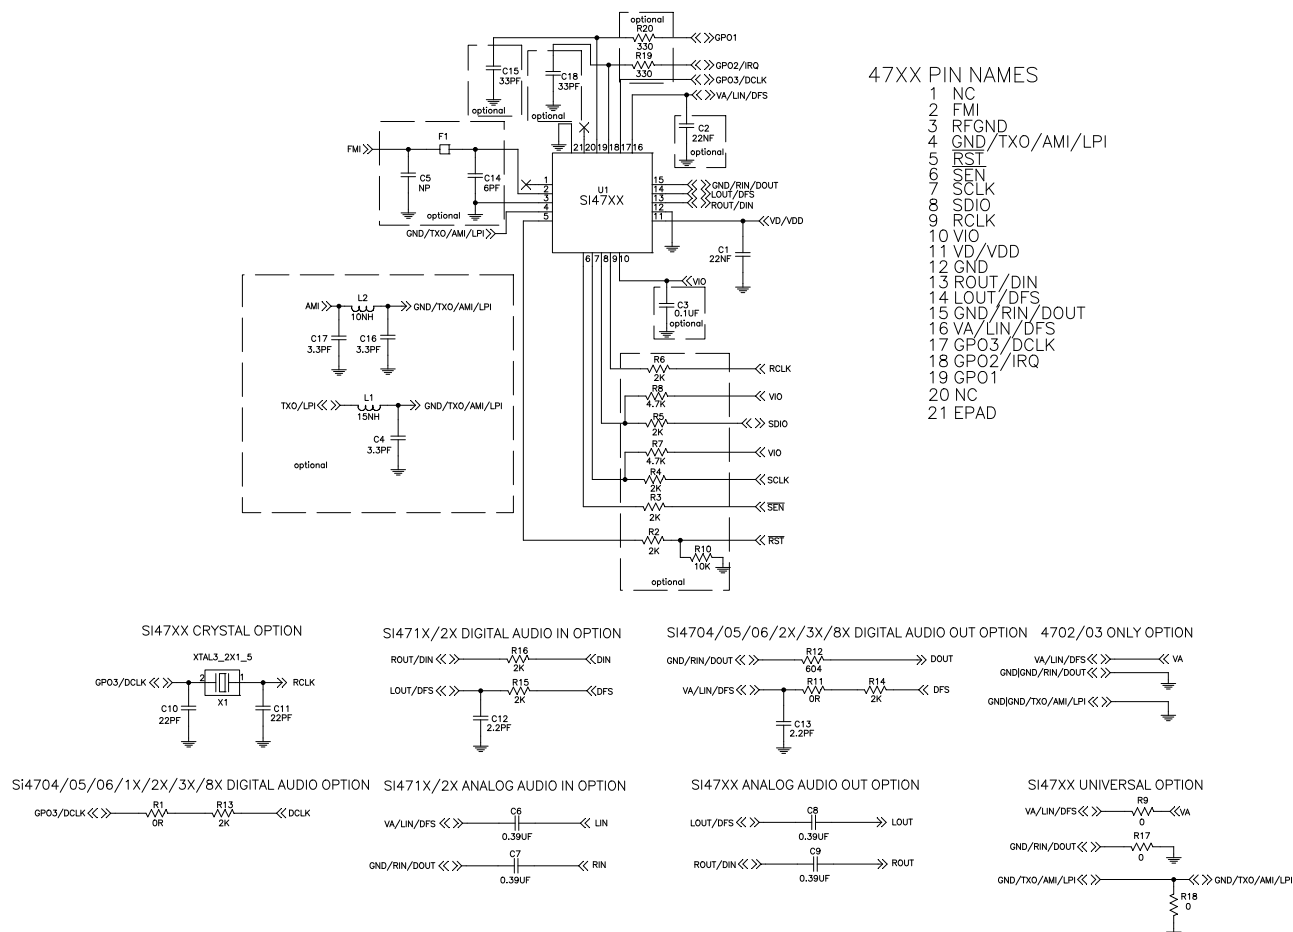 optional
R20
330
GPO1
R19
330
GPO2/IRQ
GPO3/DCLK
VA/LIN/DFS
C15
33PF
optional
C18
33PF
optional
C2
22NF
optional
FMI
F1
C5
NP
C14
6PF
optional
GND/TXO/AMI/LPI
21 20 19 18 17 16
1
2
3
4
5
U1
SI47XX
15
14
13
12
11
GND/RIN/DOUT
LOUT/DFS
ROUT/DIN
VD/VDD
6 7 8 9 10
C1
22NF
VIO
C3
0.1UF
optional
AMI
L2
10NH
GND/TXO/AMI/LPI
C17
3.3PF
C16
3.3PF
TXO/LPI
L1
15NH
GND/TXO/AMI/LPI
C4
3.3PF
optional
R6
2K
RCLK
R8
4.7K
VIO
R5
2K
SDIO
R7
4.7K
VIO
R4
2K
SCLK
R3
2K
SEN
R2
2K
RST
R10
10K
optional
47XX PIN NAMES
1 NC
2 FMI
3 RFGND
4 GND/TXO/AMI/LPI
5 RST
6 SEN
7 SCLK
8 SDIO
9 RCLK
10 VIO
11 VD/VDD
12 GND
13 ROUT/DIN
14 LOUT/DFS
15 GND/RIN/DOUT
16 VA/LIN/DFS
17 GPO3/DCLK
18 GPO2/IRQ
19 GPO1
20 NC
21 EPAD
SI47XX CRYSTAL OPTION
XTAL3_2X1_5
GPO3/DCLK
2
1
RCLK
X1
C10
22PF
C11
22PF
SI471X/2X DIGITAL AUDIO IN OPTION
ROUT/DIN
R16
2K
DIN
LOUT/DFS
R15
2K
DFS
C12
2.2PF
SI4704/05/06/2X/3X/8X DIGITAL AUDIO OUT OPTION
GND/RIN/DOUT
R12
604
DOUT
VA/LIN/DFS
R11
0R
R14
2K
DFS
C13
2.2PF
4702/03 ONLY OPTION
VA/LIN/DFS
VA
GND|GND/RIN/DOUT
GND|GND/TXO/AMI/LPI
Si4704/05/06/1X/2X/3X/8X DIGITAL AUDIO OPTION
GPO3/DCLK
R1
0R
R13
2K
DCLK
SI471X/2X ANALOG AUDIO IN OPTION
VA/LIN/DFS
C6
0.39UF
LIN
GND/RIN/DOUT
C7
0.39UF
RIN
SI47XX ANALOG AUDIO OUT OPTION
LOUT/DFS
C8
0.39UF
LOUT
ROUT/DIN
C9
0.39UF
ROUT
SI47XX UNIVERSAL OPTION
VA/LIN/DFS
R9
0
VA
GND/RIN/DOUT
R17
0
GND/TXO/AMI/LPI
GND/TXO/AMI/LPI
R18
0